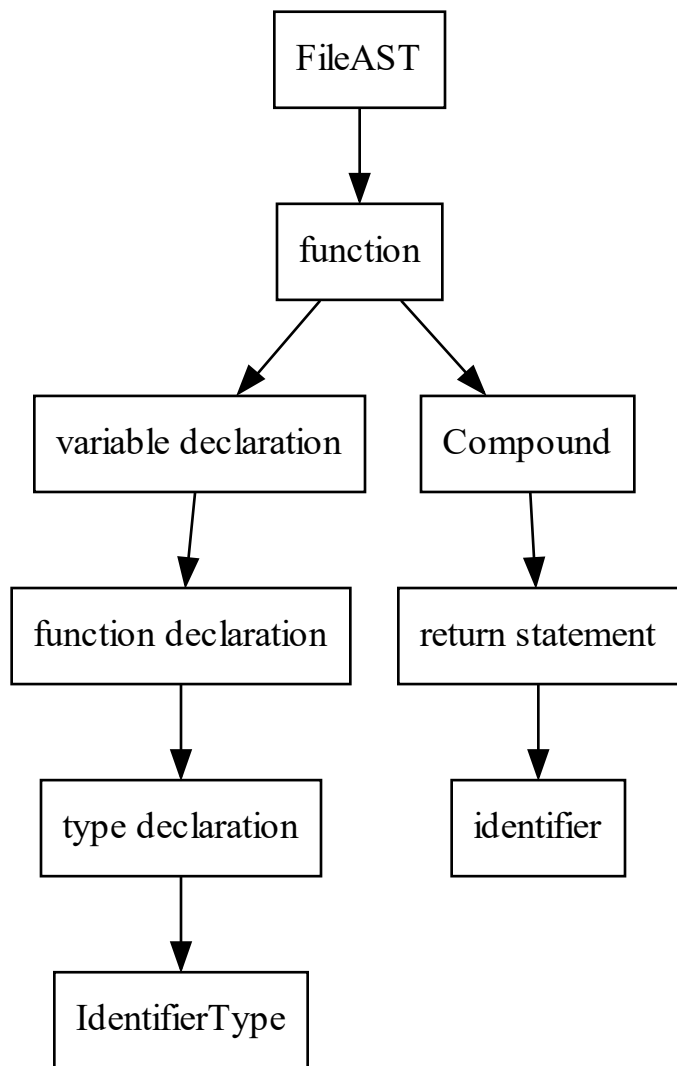 FileAST
function
variable declaration
Compound
function declaration
return statement
type declaration
identifier
IdentifierType